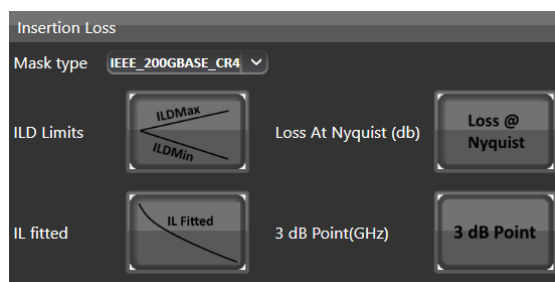 Insertion Loss
Mask type IEEE_200GBASE_CR4
ILD Limits ILDMax ILDMin Loss At Nyquist (db) Loss @ Nyquist
IL fitted IL Fitted 3 dB Point(GHz) 3 dB Point